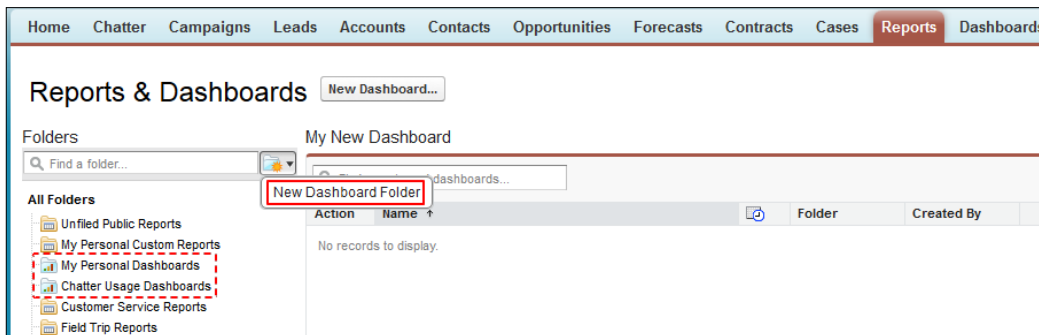 Home Chatter Campaigns Leads Accounts Contacts Opportunities Forecasts Contracts Cases Reports Dashboards
Reports & Dashboards New Dashboard...
Folders My New Dashboard
Find a folder...
dashboards...
New Dashboard Folder
All Folders
Action Name ↑ Folder Created By
Unfiled Public Reports
My Personal Custom Reports
No records to display.
My Personal Dashboards
Chatter Usage Dashboards
Customer Service Reports
Field Trip Reports